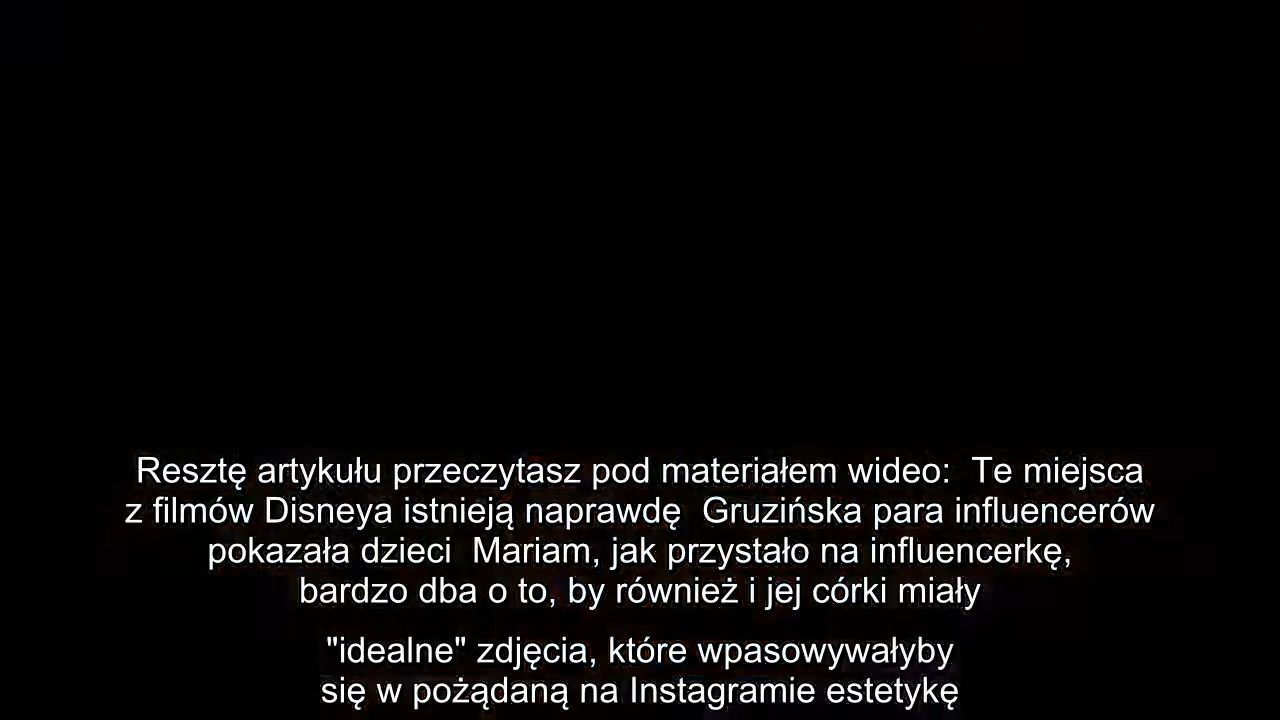 Resztę artykułu przeczytasz pod materiałem wideo:  Te miejsca
z filmów Disneya istnieją naprawdę  Gruzińska para influencerów
pokazała dzieci  Mariam, jak przystało na influencerkę,
bardzo dba o to, by również i jej córki miały
"idealne" zdjęcia, które wpasowywałyby
się w pożądaną na Instagramie estetykę